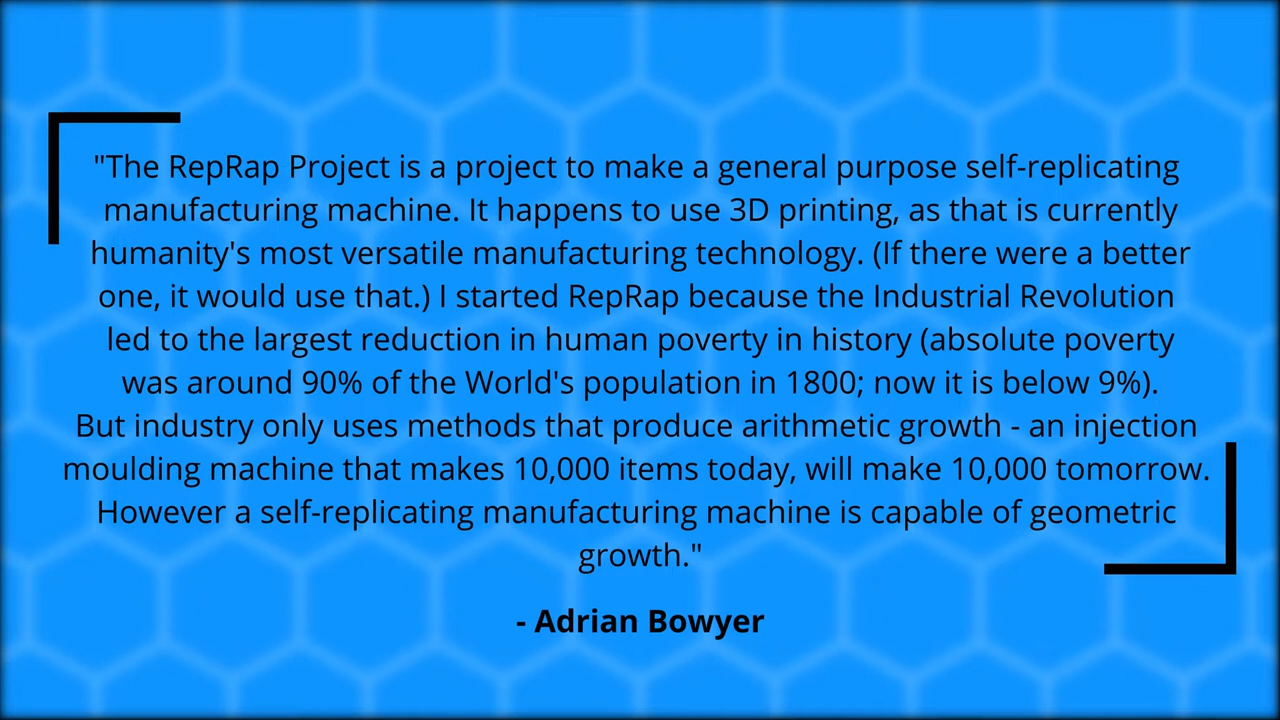 "The RepRap Project is a project to make a general purpose self-replicating
manufacturing machine. It happens to use 3D printing, as that is currently
humanity's most versatile manufacturing technology. (If there were a better
one, it would use that.) I started RepRap because the Industrial Revolution
led to the largest reduction in human poverty in history (absolute poverty
was around 90% of the World's population in 1800; now it is below 9%).
But industry only uses methods that produce arithmetic growth - an injection
moulding machine that makes 10,000 items today, will make 10,000 tomorrow.
However a self-replicating manufacturing machine is capable of geometric
growth."
- Adrian Bowyer